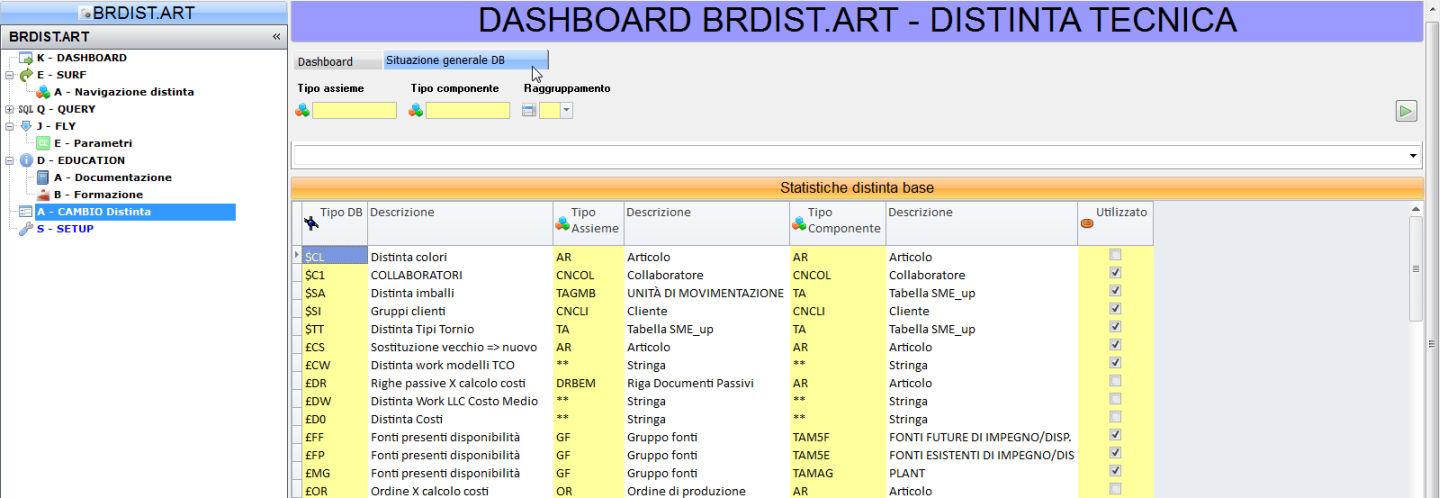 BRDIST.ART
BRDIST.ART «
K - DASHBOARD
E - SURF
A - Navigazione distinta
SQL Q - QUERY
J - FLY
E - Parametri
D - EDUCATION
A - Documentazione
B - Formazione
A - CAMBIO Distinta
S - SETUP
DASHBOARD BRDIST.ART - DISTINTA TECNICA
Dashboard Situazione generale DB
Tipo assieme Tipo componente Raggruppamento
Statistiche distinta base
Tipo DB Descrizione Tipo Assieme Descrizione Tipo Componente Descrizione Utilizzato
$CL Distinta colori AR Articolo AR Articolo
$C1 COLLABORATORI CNCOL Collaboratore CNCOL Collaboratore
$SA Distinta imballi TAGMB UNITÀ DI MOVIMENTAZIONE TA Tabella SME_up
$SI Gruppi clienti CNCLI Cliente CNCLI Cliente
$TT Distinta Tipi Tornio TA Tabella SME_up TA Tabella SME_up
£CS Sostituzione vecchio => nuovo AR Articolo AR Articolo
£CW Distinta work modelli TCO ** Stringa ** Stringa
£DR Righe passive X calcolo costi DRBEM Riga Documenti Passivi AR Articolo
£DW Distinta Work LLC Costo Medio ** Stringa ** Stringa
£D0 Distinta Costi ** Stringa ** Stringa
£FF Fonti presenti disponibilità GF Gruppo fonti TAM5F FONTI FUTURE DI IMPEGNO/DISP.
£FP Fonti presenti disponibilità GF Gruppo fonti TAM5E FONTI ESISTENTI DI IMPEGNO/DIS
£MG Fonti presenti disponibilità GF Gruppo fonti TAMAG PLANT
£OR Ordine X calcolo costi OR Ordine di produzione AR Articolo